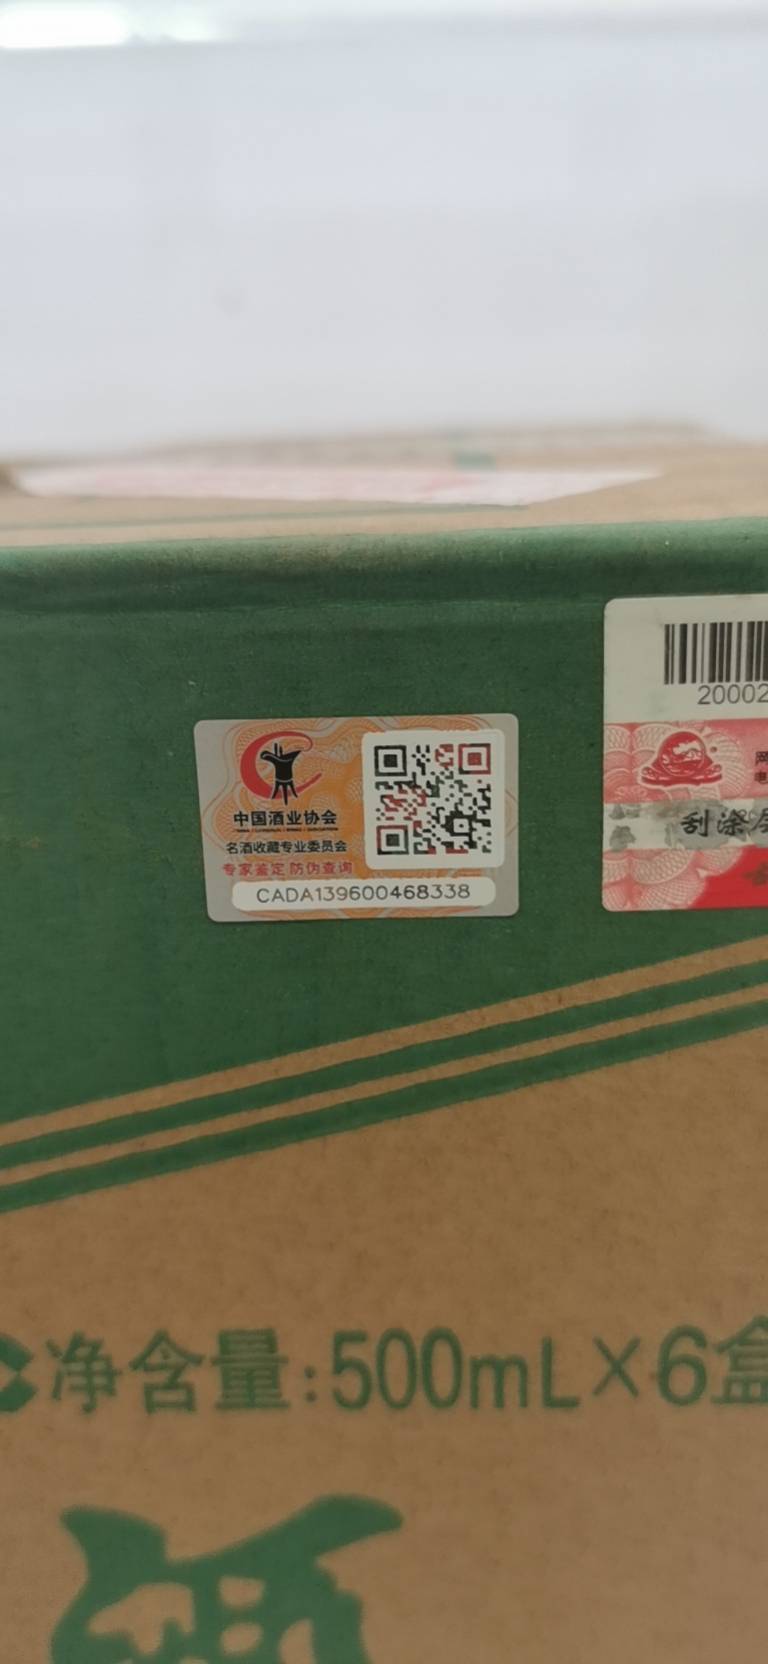 20002
中国酒业协会
名酒收藏专业委员会
专家鉴定 防伪查询
CADA139600468338
刮涂层
净含量:500mL×6盒
酒